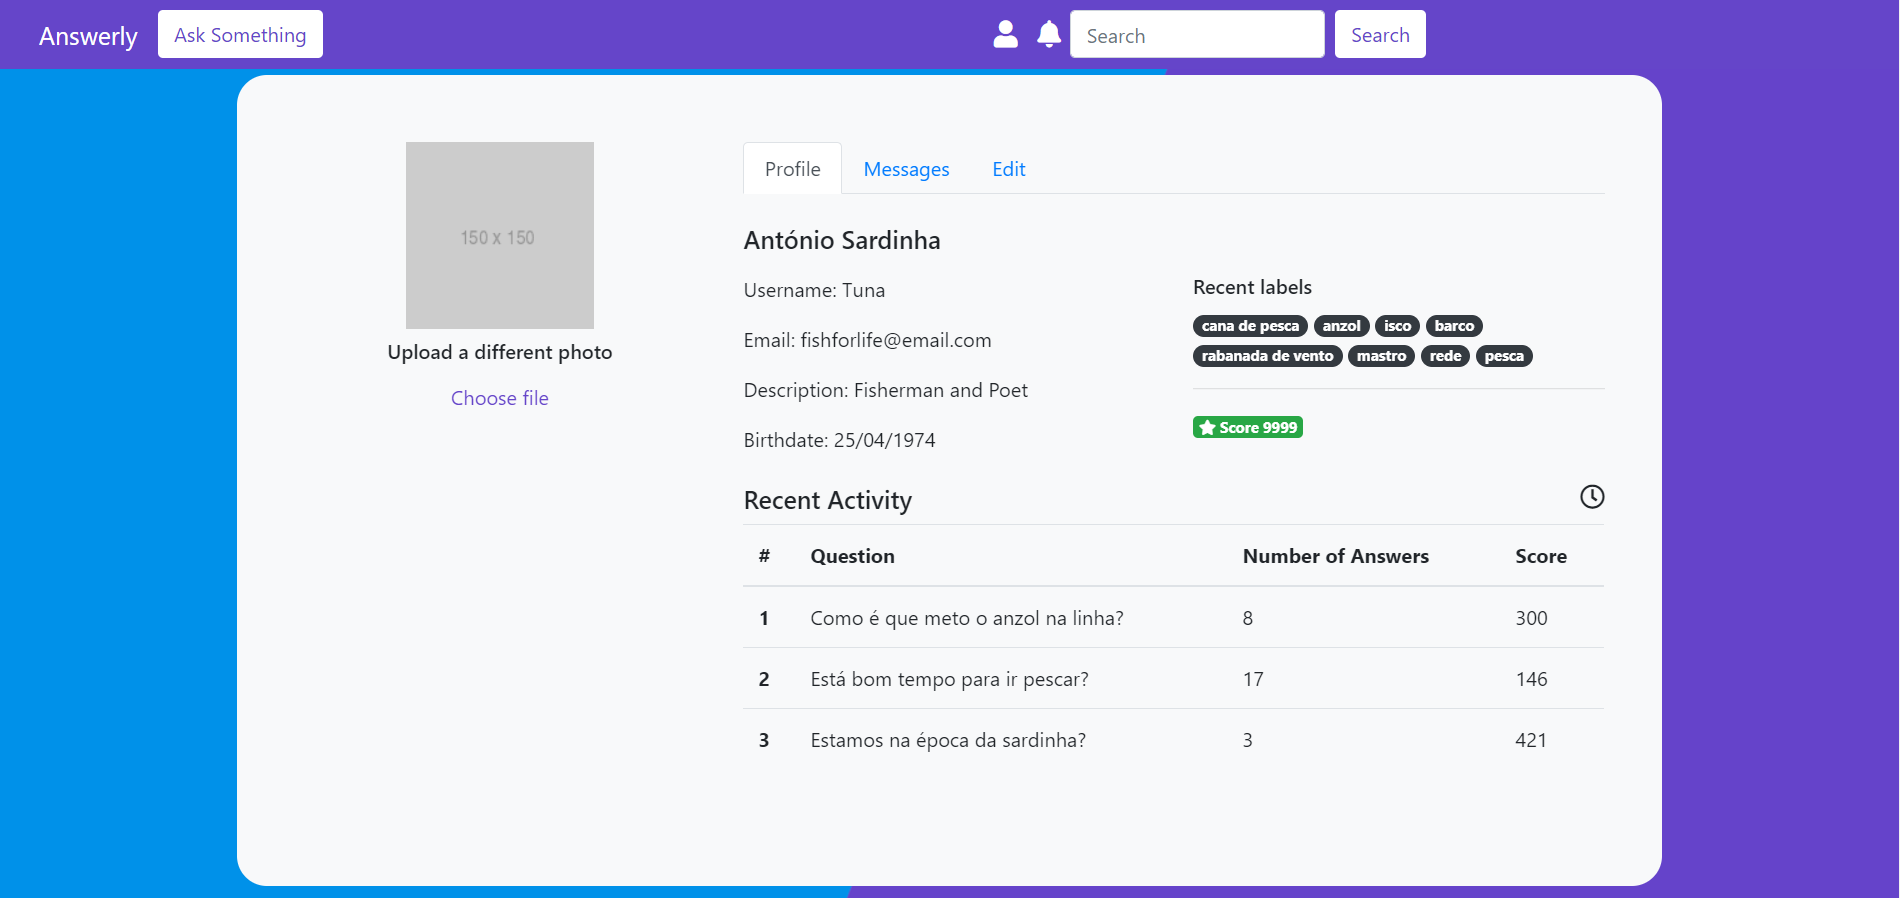 Answerly Ask Something Search Search
150 x 150
Upload a different photo
Choose file
Profile Messages Edit
António Sardinha
Username: Tuna
Email: fishforlife@email.com
Description: Fisherman and Poet
Birthdate: 25/04/1974
Recent labels
cana de pesca anzol isco barco
rabanada de vento mastro rede pesca
Score 9999
Recent Activity
# Question Number of Answers Score
1 Como é que meto o anzol na linha? 8 300
2 Está bom tempo para ir pescar? 17 146
3 Estamos na época da sardinha? 3 421